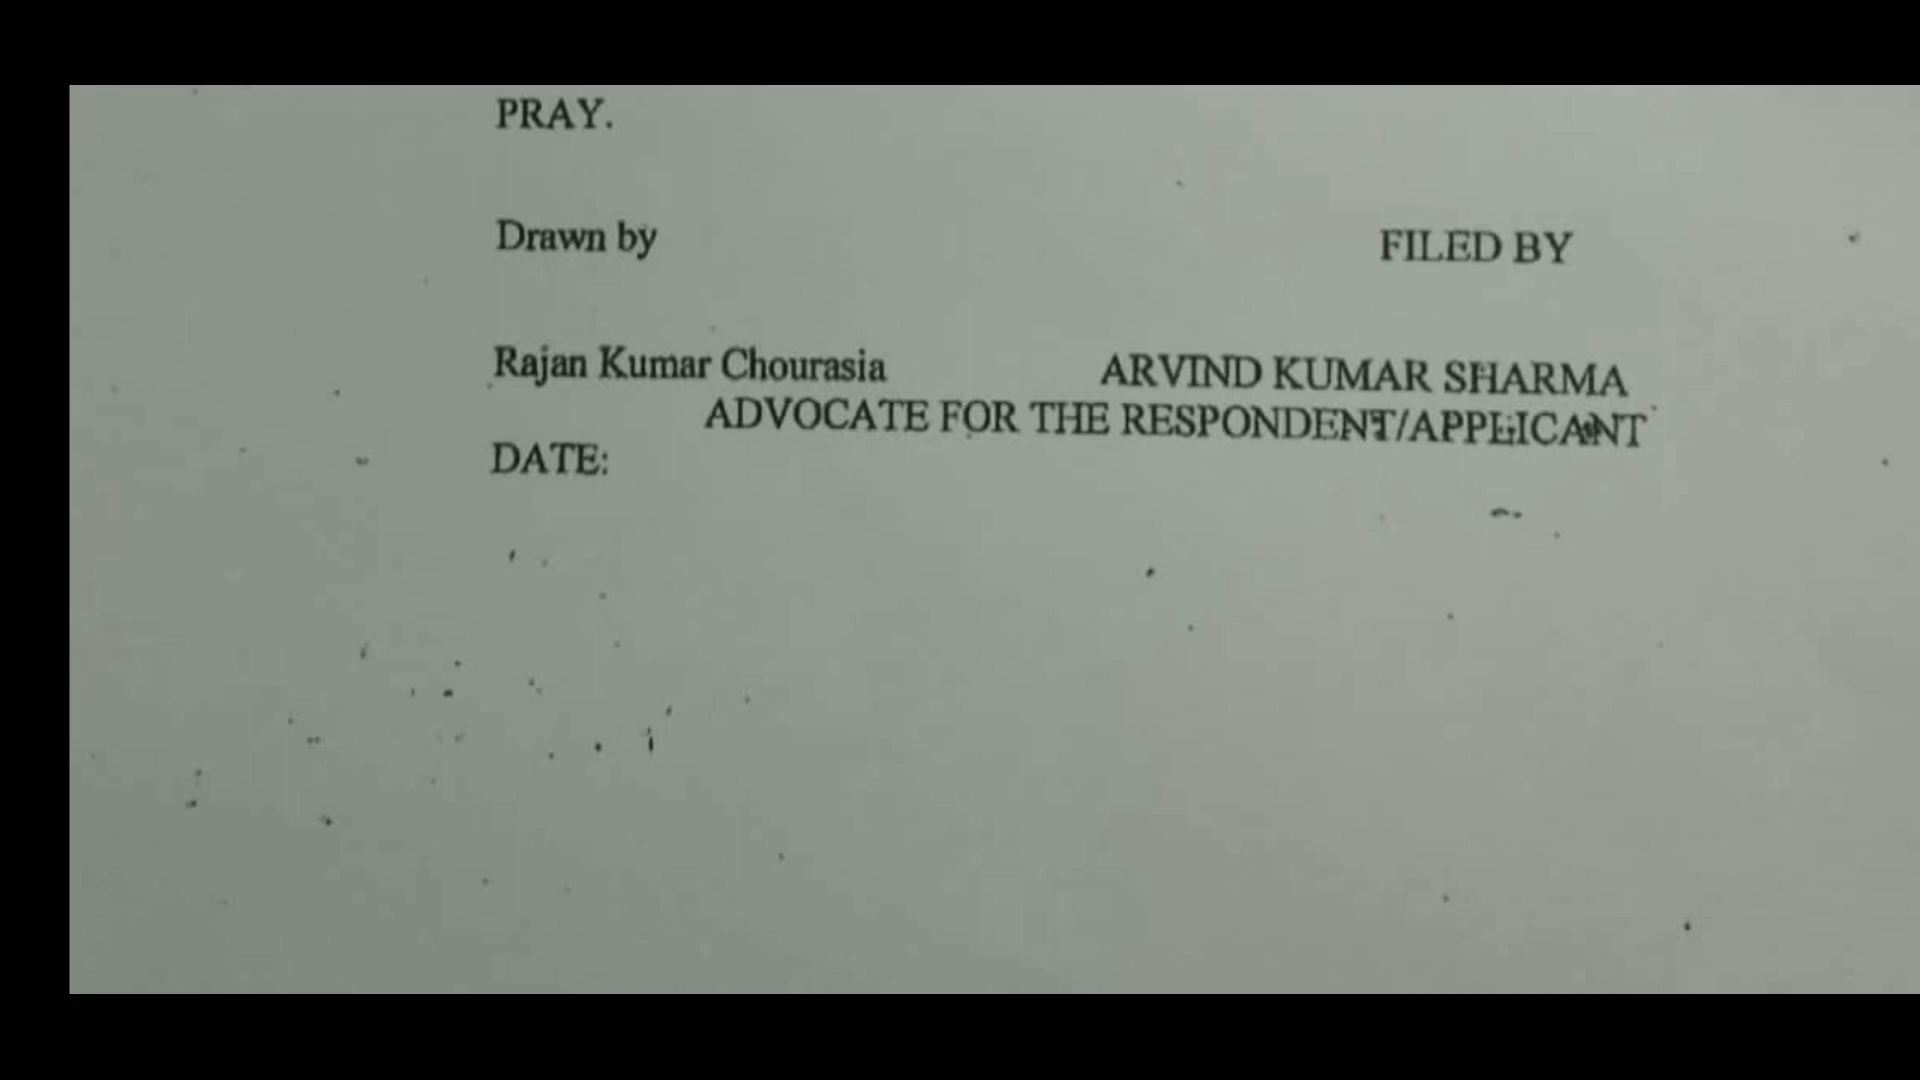 PRAY.
Drawn by FILED BY
Rajan Kumar Chourasia ARVIND KUMAR SHARMA
ADVOCATE FOR THE RESPONDENT/APPLICANT
DATE: